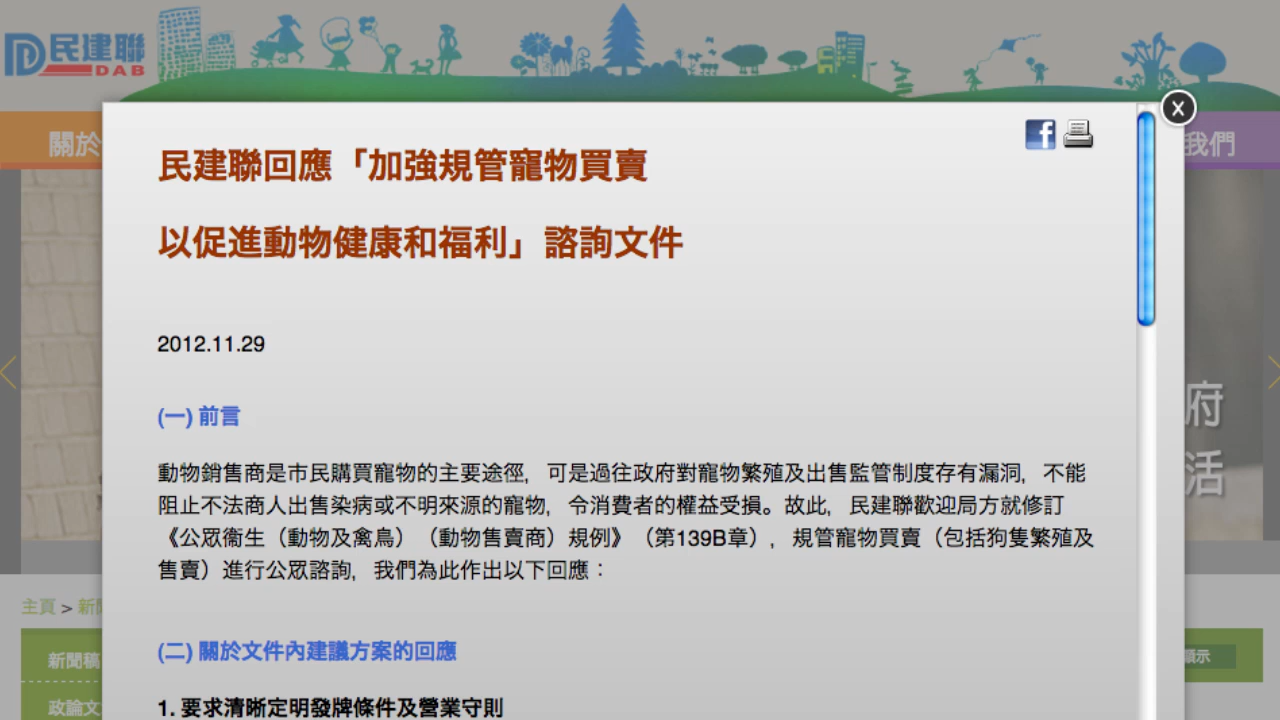 民建聯
DAB
關於
我們
民建聯回應「加強規管寵物買賣
以促進動物健康和福利」諮詢文件
2012.11.29
(一) 前言
動物銷售商是市民購買寵物的主要途徑，可是過往政府對寵物繁殖及出售監管制度存有漏洞，不能
阻止不法商人出售染病或不明來源的寵物，令消費者的權益受損。故此，民建聯歡迎局方就修訂
《公眾衞生（動物及禽鳥）（動物售賣商）規例》（第139B章），規管寵物買賣（包括狗隻繁殖及
售賣）進行公眾諮詢，我們為此作出以下回應：
府
活
主頁 > 新聞
(二) 關於文件內建議方案的回應
新聞稿
顯示
政論文
1. 要求清晰定明發牌條件及營業守則